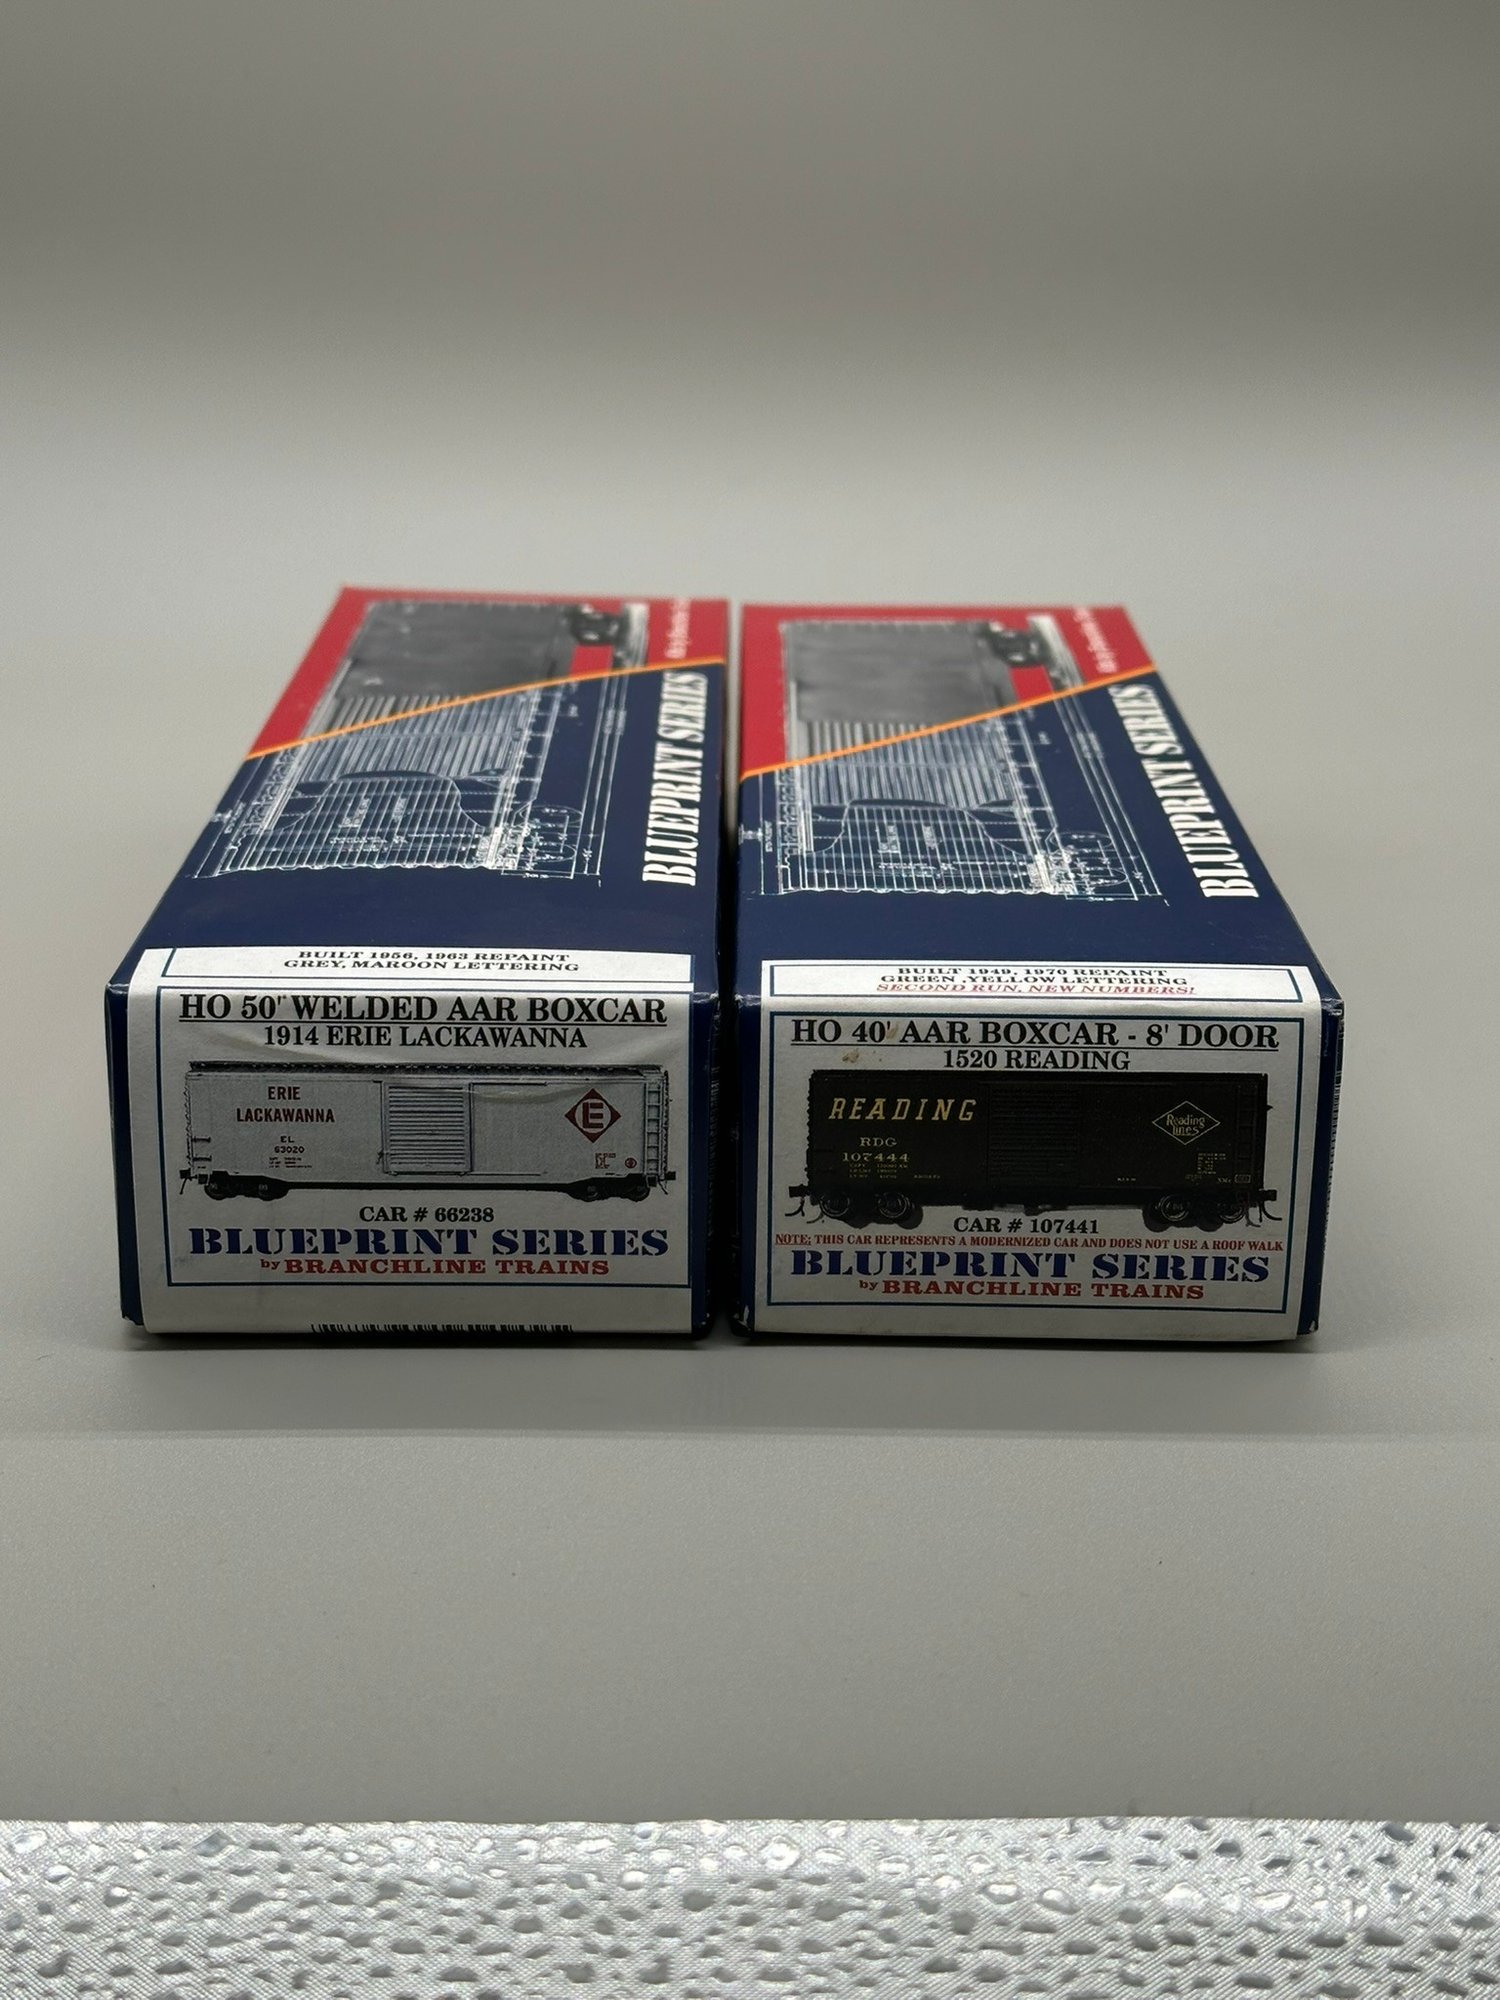 BLUEPRINT SERIES
BUILT 1956, 1963 REPAINT
GREY, MAROON LETTERING
HO 50" WELDED AAR BOXCAR
1914 ERIE LACKAWANNA
ERIE
LACKAWANNA
EL
63020
E
CAR # 66238
BLUEPRINT SERIES
by BRANCHLINE TRAINS
BLUEPRINT SERIES
BUILT 1949, 1970 REPAINT
GREEN ,YELLOW LETTERING
SECOND RUN, NEW NUMBERS!
HO 40' AAR BOXCAR - 8' DOOR
1520 READING
READING
RDG
107444
Reading
Lines
CAR # 107441
NOTE: THIS CAR REPRESENTS A MODERNIZED CAR AND DOES NOT USE A ROOF WALK
BLUEPRINT SERIES
by BRANCHLINE TRAINS